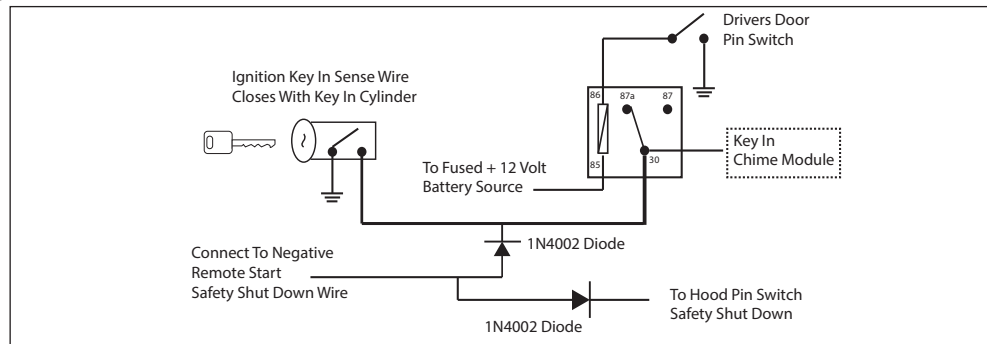 Drivers Door
Pin Switch
Ignition Key In Sense Wire
Closes With Key In Cylinder
86
87a
87
Key In
Chime Module
85
30
To Fused + 12 Volt
Battery Source
1N4002 Diode
Connect To Negative
Remote Start
Safety Shut Down Wire
To Hood Pin Switch
Safety Shut Down
1N4002 Diode